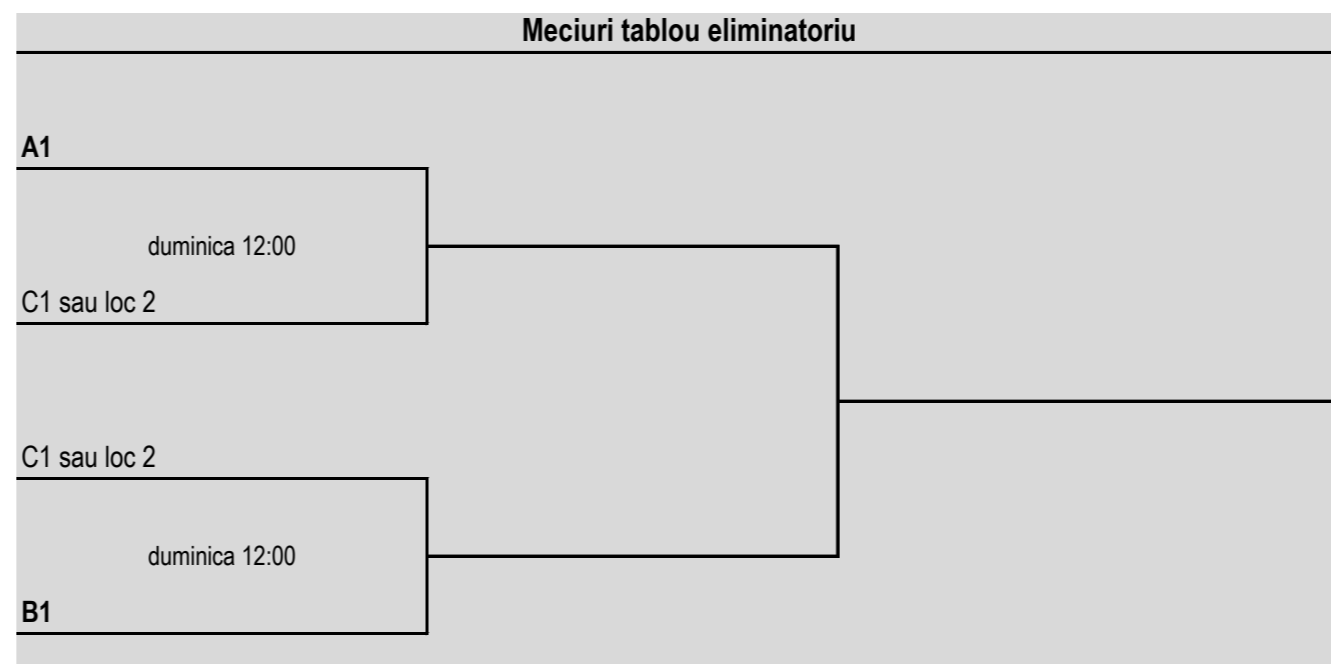 Meciuri tablou eliminatoriu
A1
duminica 12:00
C1 sau loc 2
C1 sau loc 2
duminica 12:00
B1